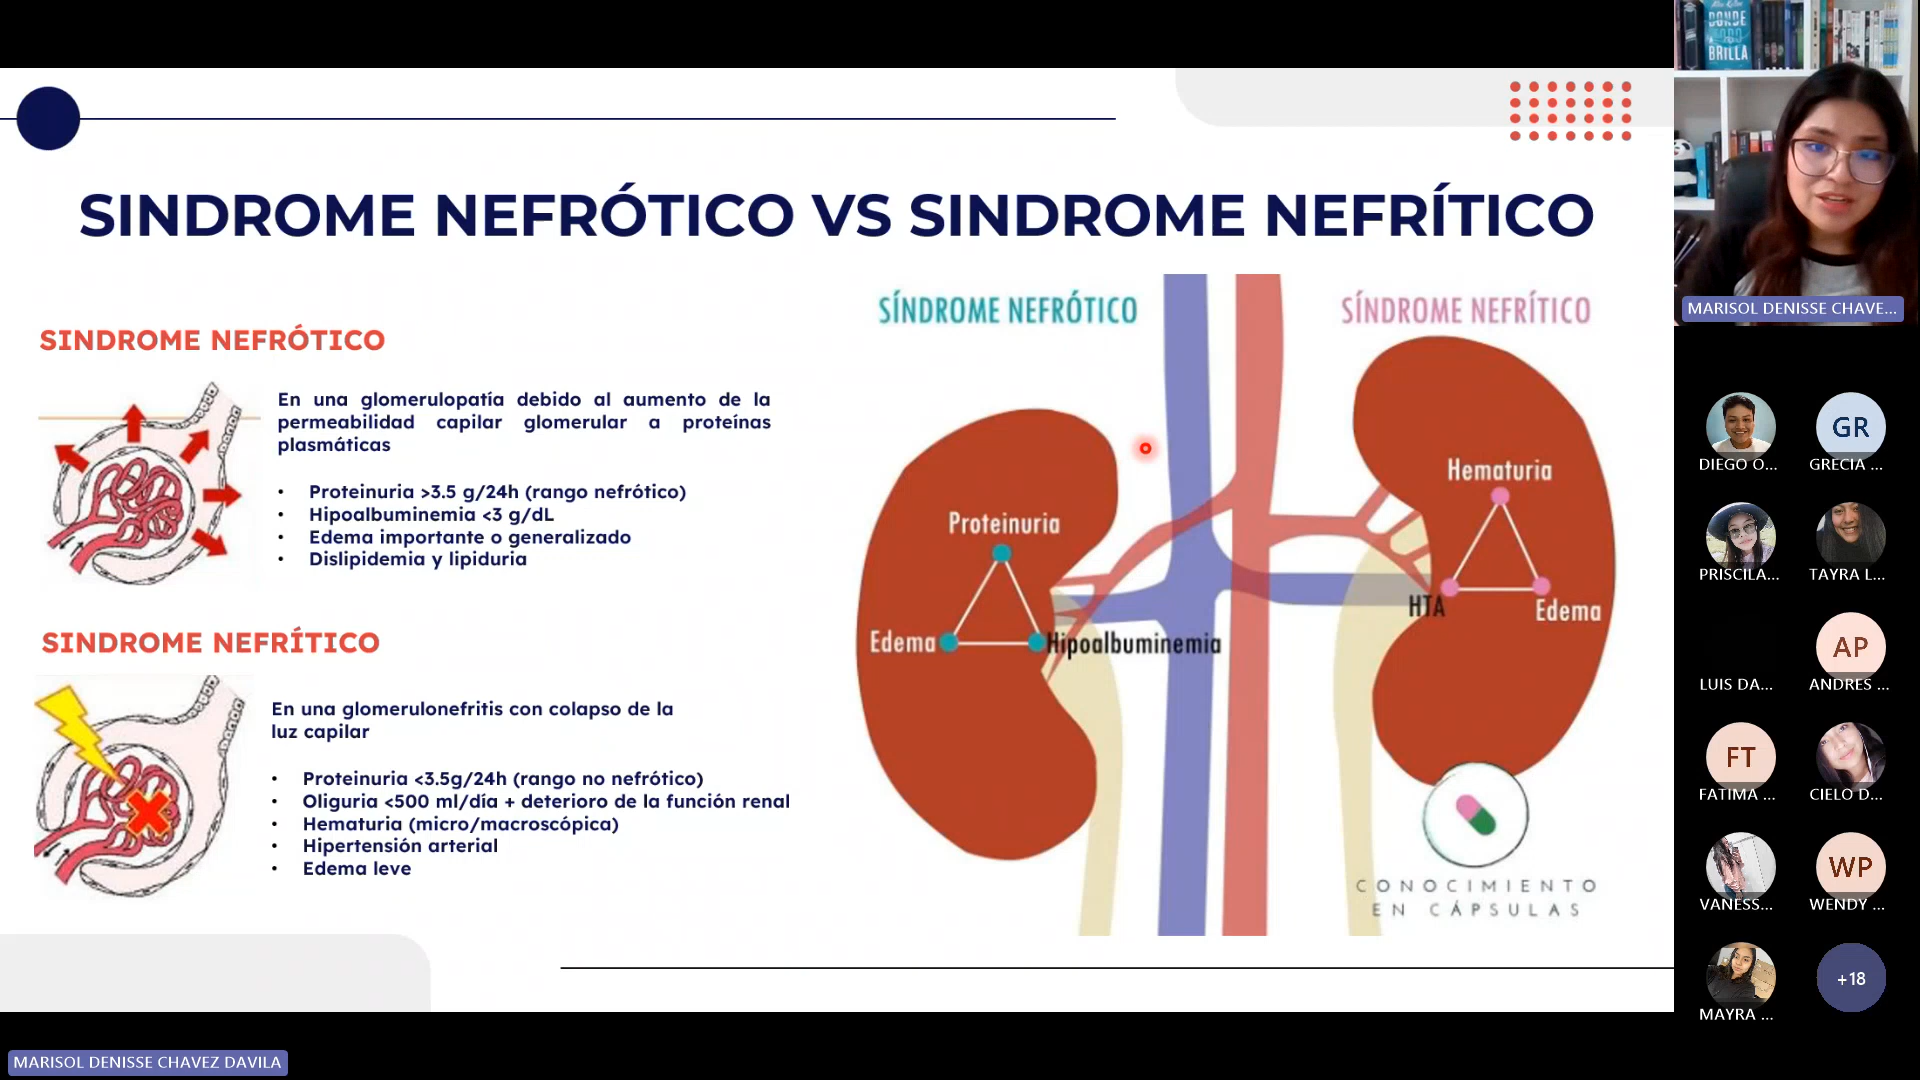 SINDROME NEFRÓTICO VS SINDROME NEFRÍTICO
SINDROME NEFRÓTICO
En una glomerulopatía debido al aumento de la
permeabilidad capilar glomerular a proteínas
plasmáticas
• Proteinuria >3.5 g/24h (rango nefrótico)
• Hipoalbuminemia <3 g/dL
• Edema importante o generalizado
• Dislipidemia y lipiduria
SINDROME NEFRÍTICO
En una glomerulonefritis con colapso de la
luz capilar
• Proteinuria <3.5g/24h (rango no nefrótico)
• Oliguria <500 ml/día + deterioro de la función renal
• Hematuria (micro/macroscópica)
• Hipertensión arterial
• Edema leve
SÍNDROME NEFRÓTICO
Proteinuria
Edema
Hipoalbuminemia
SÍNDROME NEFRÍTICO
Hematuria
HTA
Edema
CONOCIMIENTO
EN CÁPSULAS
DONDE
TODO
BRILLA
MARISOL DENISSE CHAVE...
DIEGO O...
GR
GRECIA ...
PRISCILA...
TAYRA L...
LUIS DA...
AP
ANDRES ...
FT
FATIMA ...
CIELO D...
VANESS...
WP
WENDY ...
MAYRA ...
+18
MARISOL DENISSE CHAVEZ DAVILA